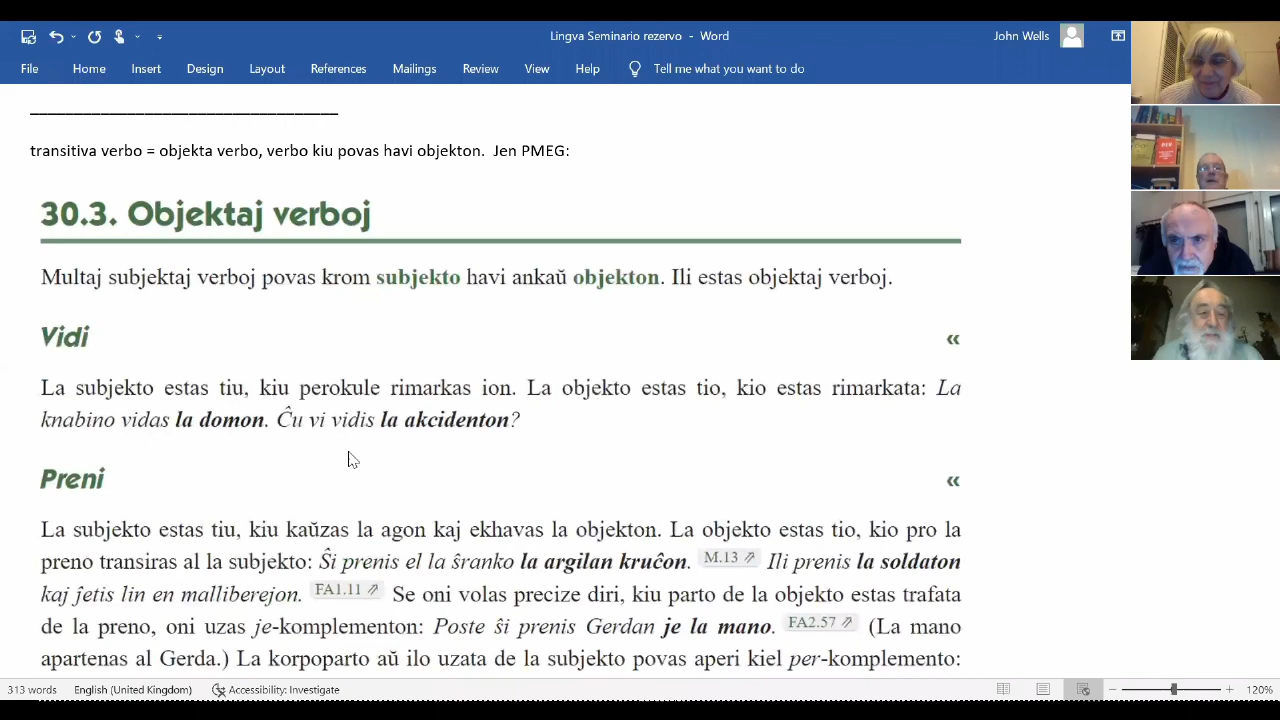 Lingva Seminario rezervo - Word
John Wells
File Home Insert Design Layout References Mailings Review View Help Tell me what you want to do
___________________________________
transitiva verbo = objekta verbo, verbo kiu povas havi objekton. Jen PMEG:
30.3. Objektaj verboj
Multaj subjektaj verboj povas krom subjekto havi ankaŭ objekton. Ili estas objektaj verboj.
Vidi «
La subjekto estas tiu, kiu perokule rimarkas ion. La objekto estas tio, kio estas rimarkata: La
knabino vidas la domon. Ĉu vi vidis la akcidenton?
Preni «
La subjekto estas tiu, kiu kaŭzas la agon kaj ekhavas la objekton. La objekto estas tio, kio pro la
preno transiras al la subjekto: Ŝi prenis el la ŝranko la argilan kruĉon. M.13 ⇗ Ili prenis la soldaton
kaj ĵetis lin en malliberejon. FA1.11 ⇗ Se oni volas precize diri, kiu parto de la objekto estas trafata
de la preno, oni uzas je-komplementon: Poste ŝi prenis Gerdan je la mano. FA2.57 ⇗ (La mano
apartenas al Gerda.) La korpoparto aŭ ilo uzata de la subjekto povas aperi kiel per-komplemento:
313 words English (United Kingdom) Accessibility: Investigate 120%